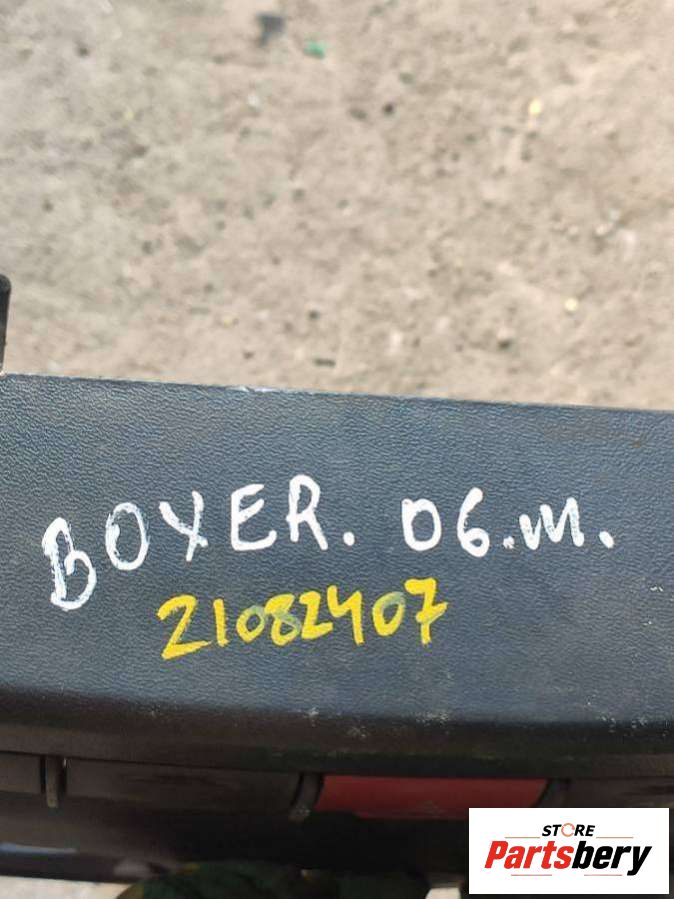 BOXER. 06.m.
21082407
STORE
Partsbery